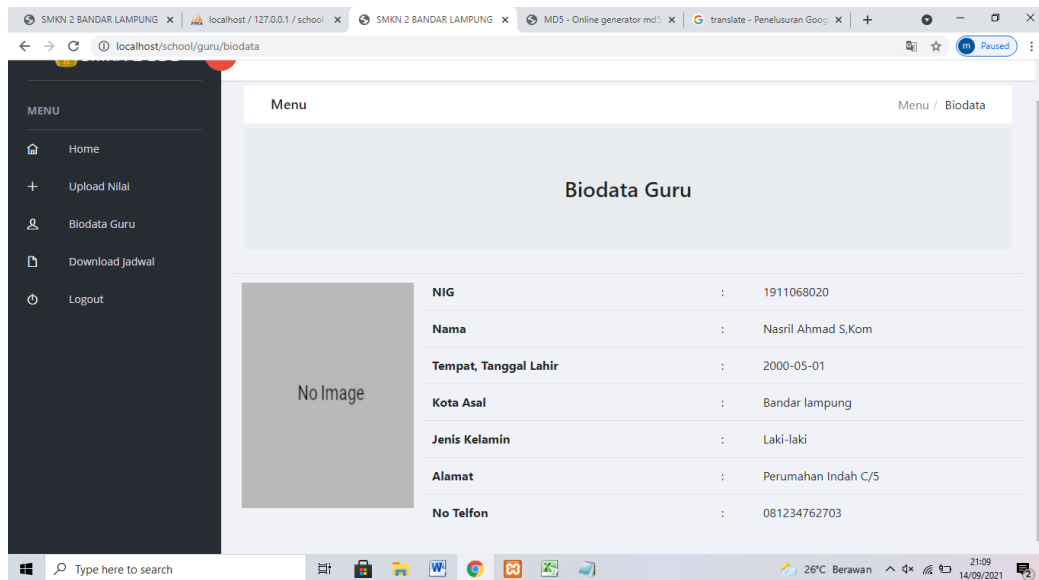 SMKN 2 BANDAR LAMPUNG
localhost / 127.0.0.1 / school
SMKN 2 BANDAR LAMPUNG
MD5 - Online generator md5
G translate - Penelusuran Goog
localhost/school/guru/biodata
m Paused
MENU
Home
Upload Nilai
Biodata Guru
Download Jadwal
Logout
Menu
Menu / Biodata
Biodata Guru
No Image
NIG : 1911068020
Nama : Nasril Ahmad S,Kom
Tempat, Tanggal Lahir : 2000-05-01
Kota Asal : Bandar lampung
Jenis Kelamin : Laki-laki
Alamat : Perumahan Indah C/5
No Telfon : 081234762703
Type here to search
26°C Berawan
21:09
14/09/2021
2